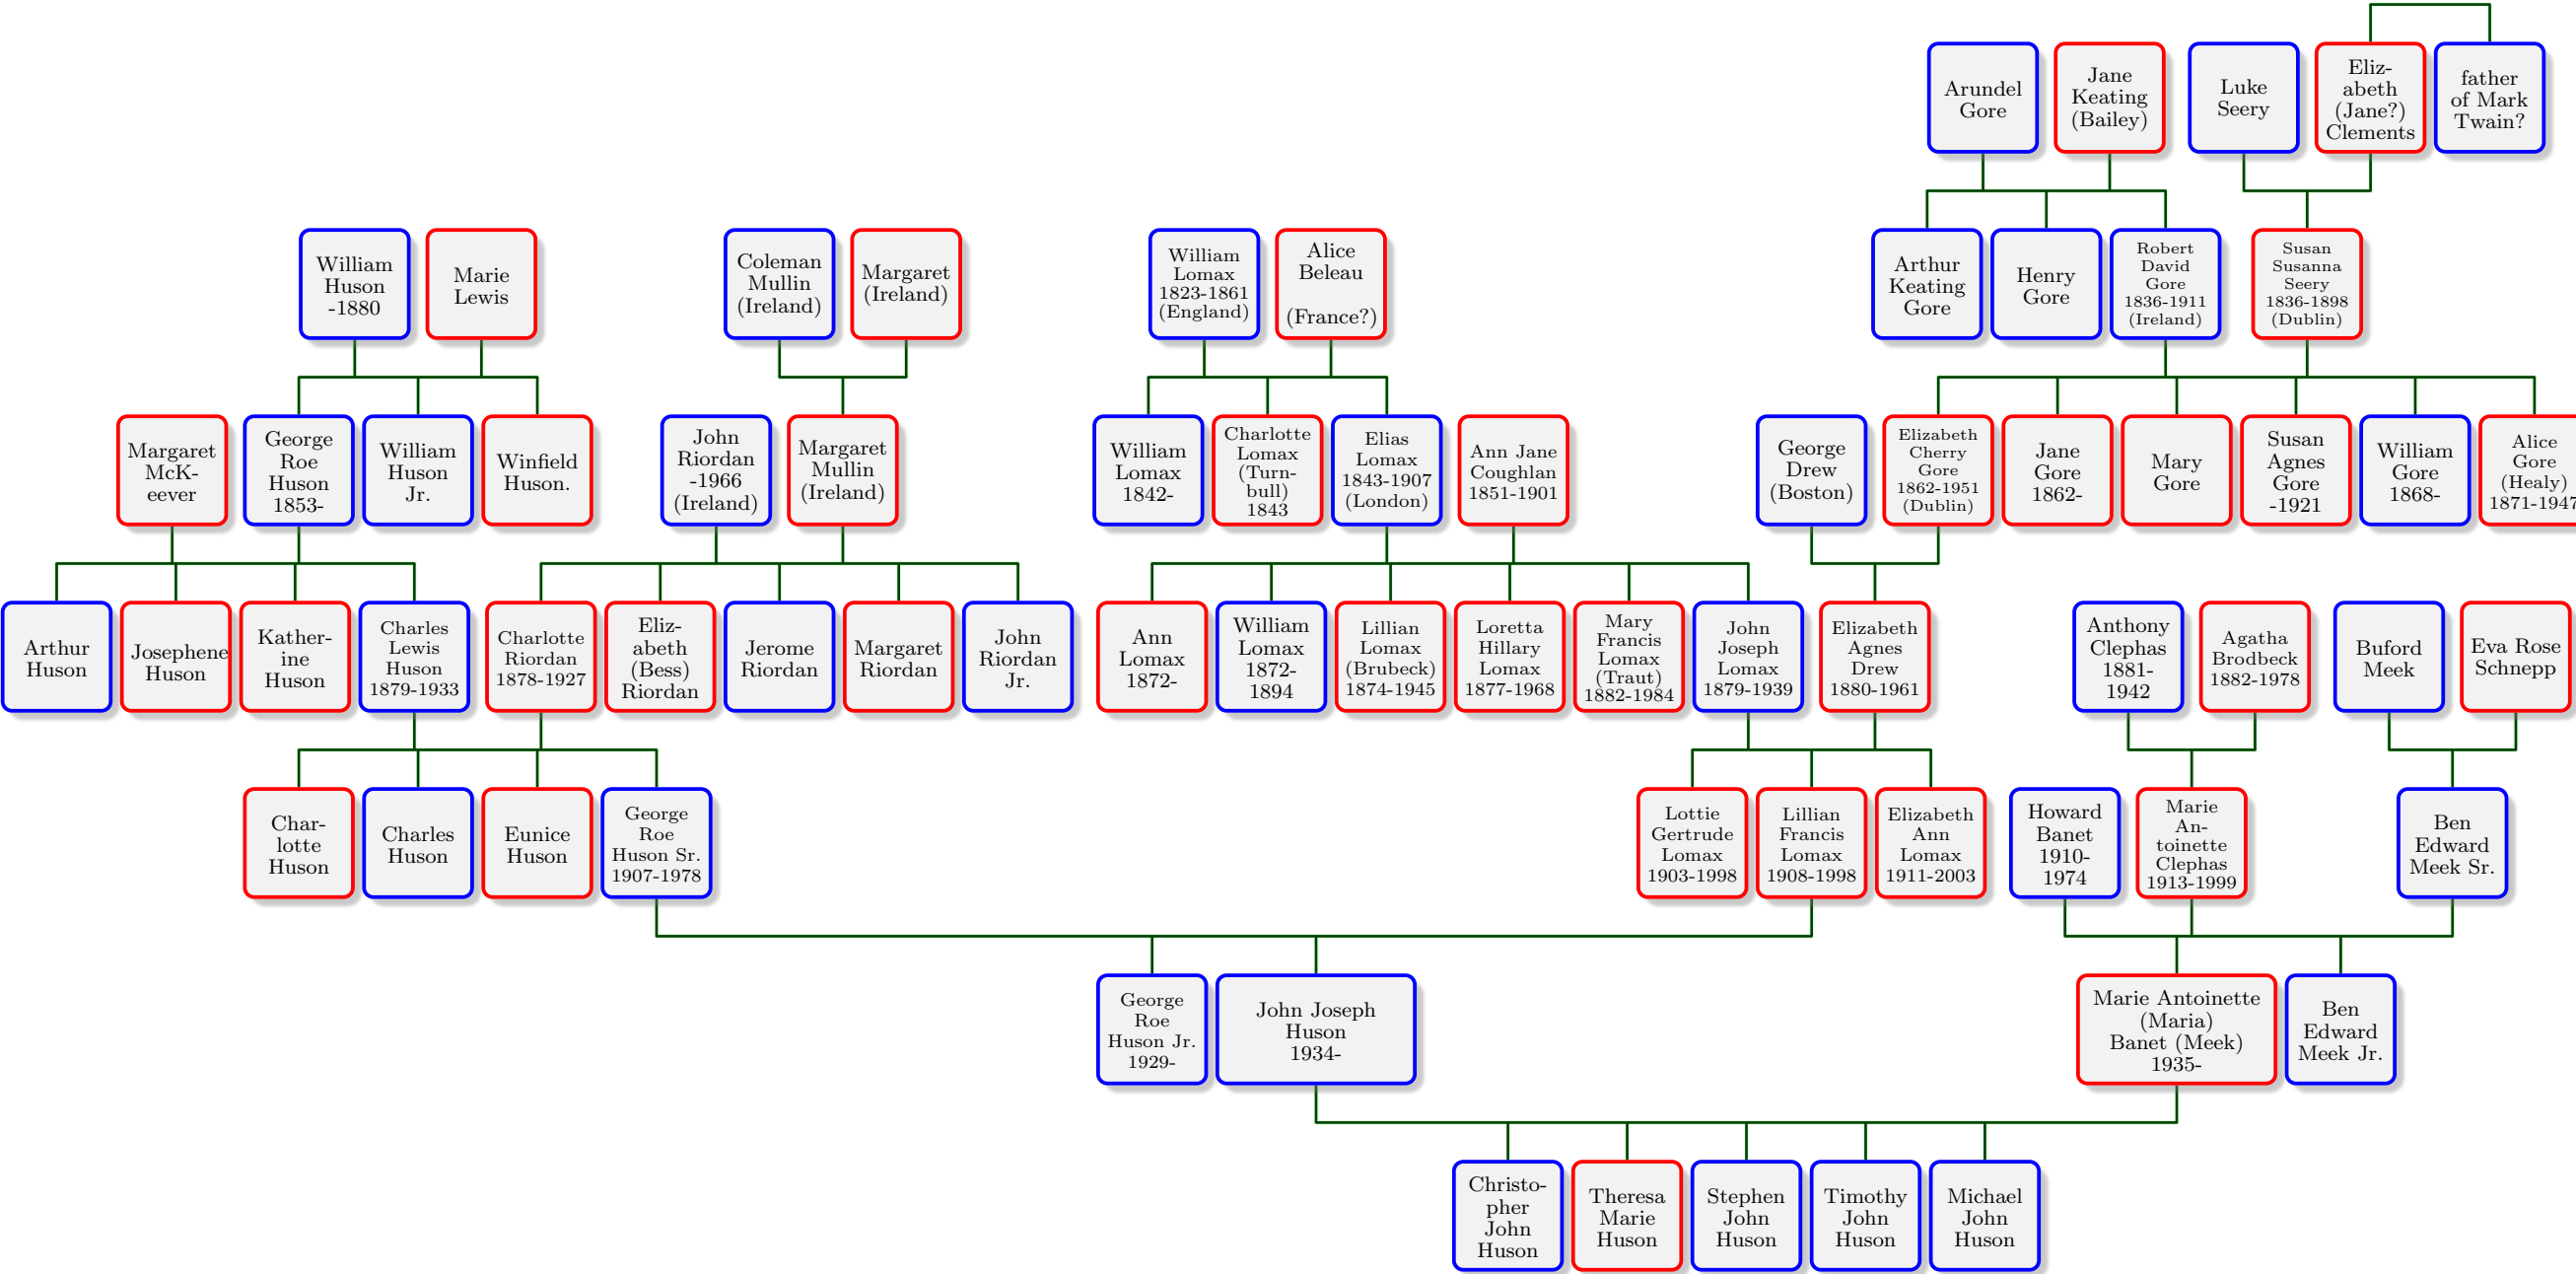 Arundel
Gore
Jane
Keating
(Bailey)
Luke
Seery
Eliz-
abeth
(Jane?)
Clements
father
of Mark
Twain?
William
Huson
-1880
Marie
Lewis
Coleman
Mullin
(Ireland)
Margaret
(Ireland)
William
Lomax
1823-1861
(England)
Alice
Beleau
(France?)
Arthur
Keating
Gore
Henry
Gore
Robert
David
Gore
1836-1911
(Ireland)
Susan
Susanna
Seery
1836-1898
(Dublin)
Margaret
McK-
eever
George
Roe
Huson
1853-
William
Huson
Jr.
Winfield
Huson.
John
Riordan
-1966
(Ireland)
Margaret
Mullin
(Ireland)
William
Lomax
1842-
Charlotte
Lomax
(Turn-
bull)
1843
Elias
Lomax
1843-1907
(London)
Ann Jane
Coughlan
1851-1901
George
Drew
(Boston)
Elizabeth
Cherry
Gore
1862-1951
(Dublin)
Jane
Gore
1862-
Mary
Gore
Susan
Agnes
Gore
-1921
William
Gore
1868-
Alice
Gore
(Healy)
1871-1947
Arthur
Huson
Josephene
Huson
Kather-
ine
Huson
Charles
Lewis
Huson
1879-1933
Charlotte
Riordan
1878-1927
Eliz-
abeth
(Bess)
Riordan
Jerome
Riordan
Margaret
Riordan
John
Riordan
Jr.
Ann
Lomax
1872-
William
Lomax
1872-
1894
Lillian
Lomax
(Brubeck)
1874-1945
Loretta
Hillary
Lomax
1877-1968
Mary
Francis
Lomax
(Traut)
1882-1984
John
Joseph
Lomax
1879-1939
Elizabeth
Agnes
Drew
1880-1961
Anthony
Clephas
1881-
1942
Agatha
Brodbeck
1882-1978
Buford
Meek
Eva Rose
Schnepp
Char-
lotte
Huson
Charles
Huson
Eunice
Huson
George
Roe
Huson Sr.
1907-1978
Lottie
Gertrude
Lomax
1903-1998
Lillian
Francis
Lomax
1908-1998
Elizabeth
Ann
Lomax
1911-2003
Howard
Banet
1910-
1974
Marie
An-
toinette
Clephas
1913-1999
Ben
Edward
Meek Sr.
George
Roe
Huson Jr.
1929-
John Joseph
Huson
1934-
Marie Antoinette
(Maria)
Banet (Meek)
1935-
Ben
Edward
Meek Jr.
Christo-
pher
John
Huson
Theresa
Marie
Huson
Stephen
John
Huson
Timothy
John
Huson
Michael
John
Huson